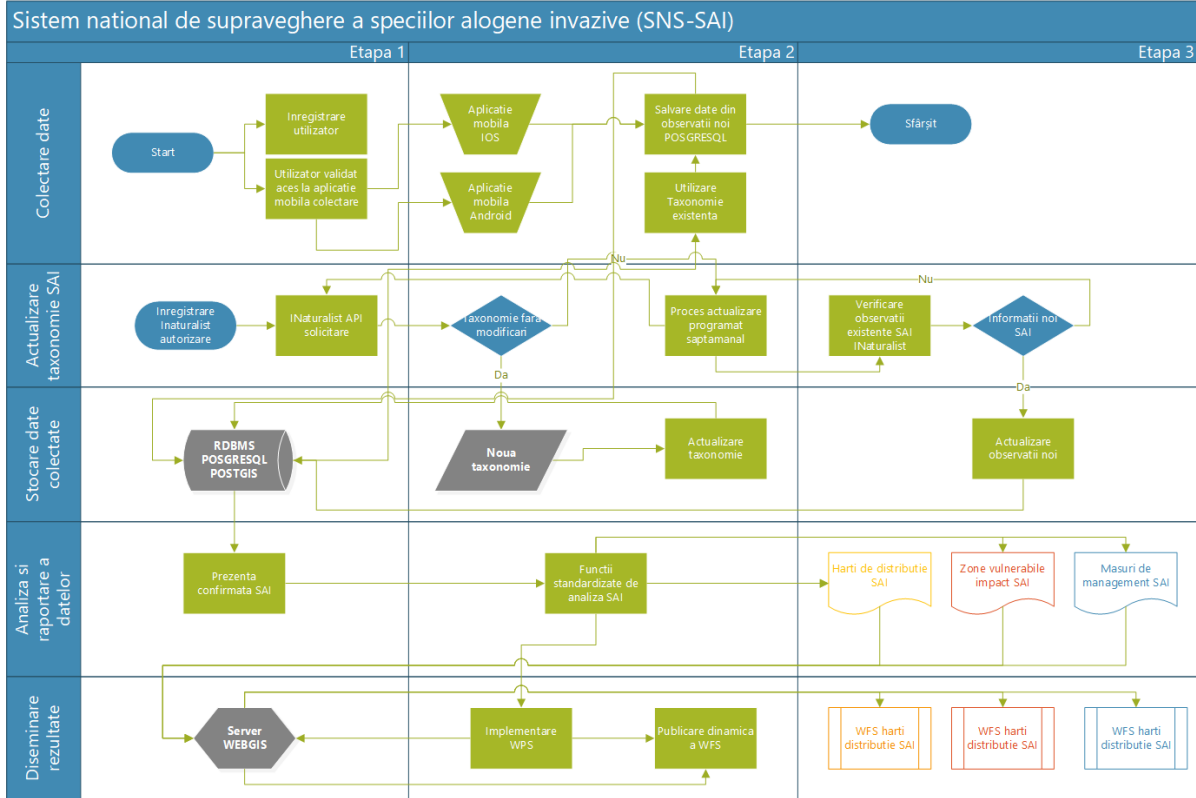 Sistem national de supraveghere a speciilor alogene invazive (SNS-SAI)
Etapa 1
Etapa 2
Etapa 3
Colectare date
Start
Inregistrare
utilizator
Utilizator validat
aces la aplicatie
mobila colectare
Aplicatie
mobila
IOS
Aplicatie
mobila
Android
Salvare date din
observatii noi
POSGRESQL
Utilizare
Taxonomie
existenta
Sfârșit
Actualizare
taxonomie SAI
Inregistrare
Inaturalist
autorizare
INaturalist API
solicitare
Taxonomie fara
modificari
Nu
Da
Proces actualizare
programat
saptamanal
Verificare
observatii
existente SAI
INaturalist
Informatii noi
SAI
Nu
Da
Stocare date
colectate
RDBMS
POSGRESQL
POSTGIS
Noua
taxonomie
Actualizare
taxonomie
Actualizare
observatii noi
Analiza si
raportare a
datelor
Prezenta
confirmata SAI
Functii
standardizate de
analiza SAI
Harti de distributie
SAI
Zone vulnerabile
impact SAI
Masuri de
management SAI
Diseminare
rezultate
Server
WEBGIS
Implementare
WPS
Publicare dinamica
a WFS
WFS harti
distributie SAI
WFS harti
distributie SAI
WFS harti
distributie SAI